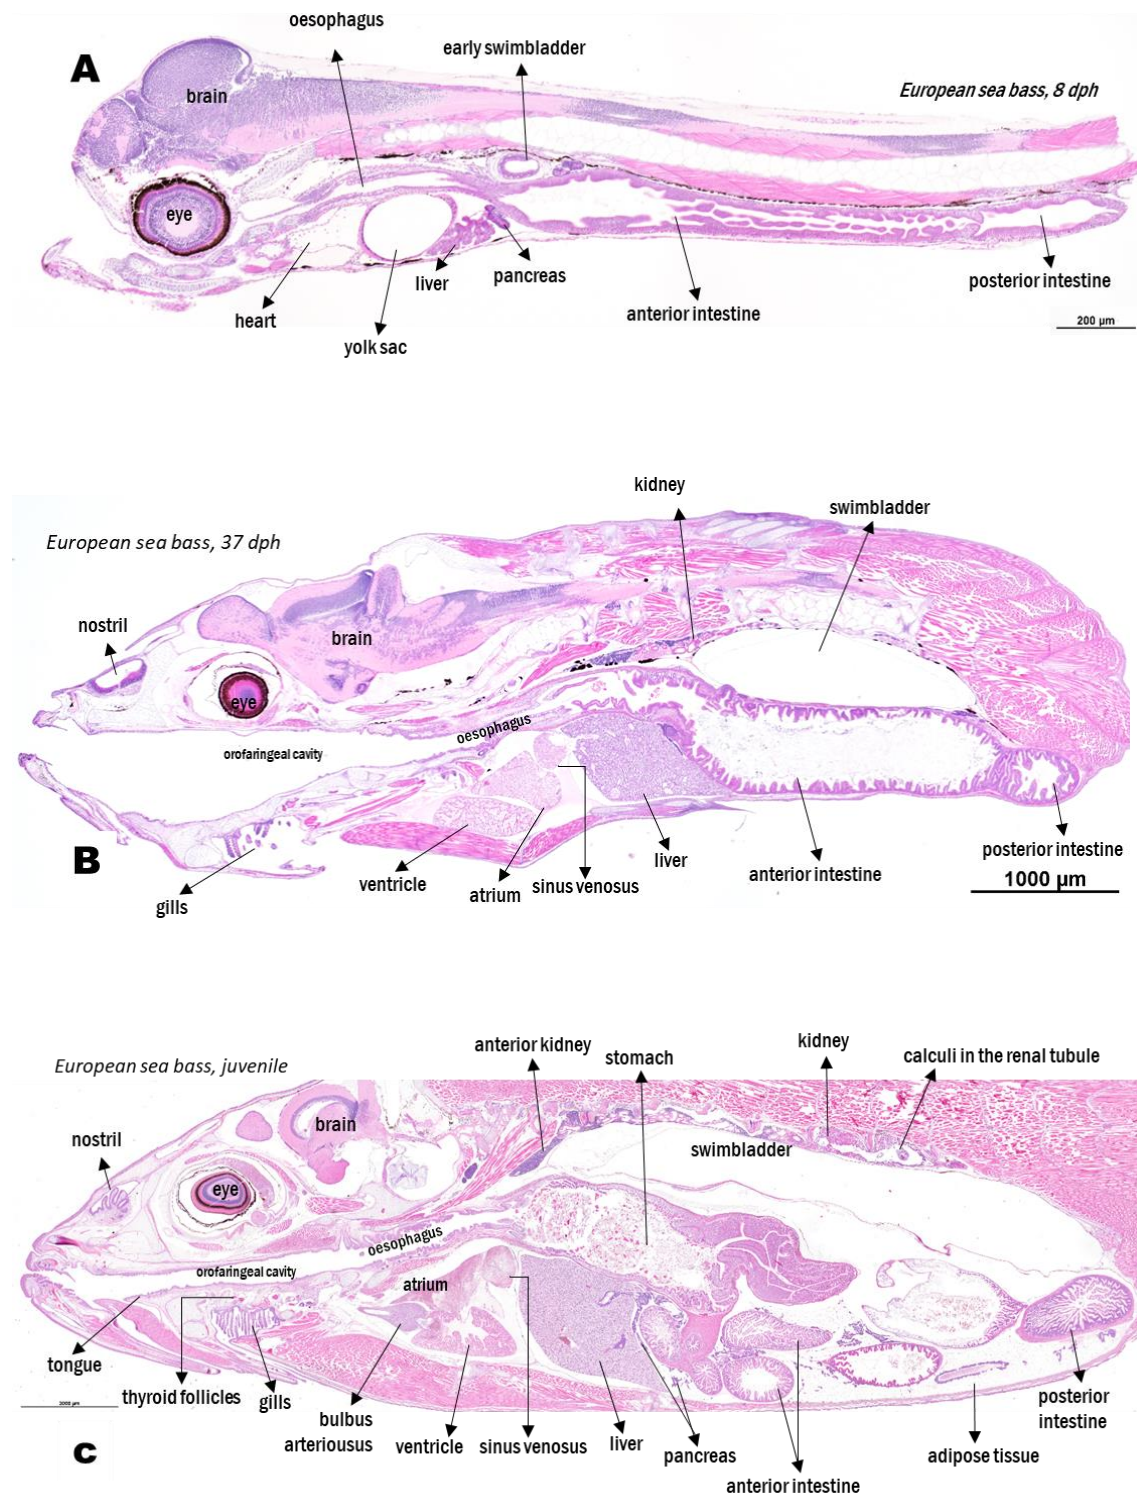 oesophagus
early swimbladder
A
European sea bass, 8 dph
brain
eye
liver
pancreas
posterior intestine
heart
anterior intestine
yolk sac
200 µm
kidney
swimbladder
European sea bass, 37 dph
nostril
brain
eye
oesophagus
orofaringeal cavity
B
ventricle
atrium
sinus venosus
liver
anterior intestine
posterior intestine
1000 µm
gills
European sea bass, juvenile
anterior kidney
stomach
kidney
calculi in the renal tubule
brain
nostril
swimbladder
eye
oesophagus
orofaringeal cavity
atrium
tongue
thyroid follicles
gills
bulbus
arteriousus
ventricle
sinus venosus
liver
pancreas
anterior intestine
adipose tissue
posterior
intestine
C